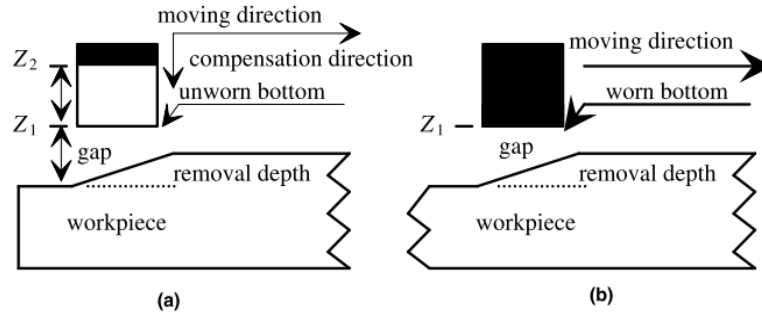 moving direction
Z2
compensation direction
unworn bottom
Z1
gap
removal depth
workpiece
(a)
moving direction
worn bottom
Z1
gap
removal depth
workpiece
(b)